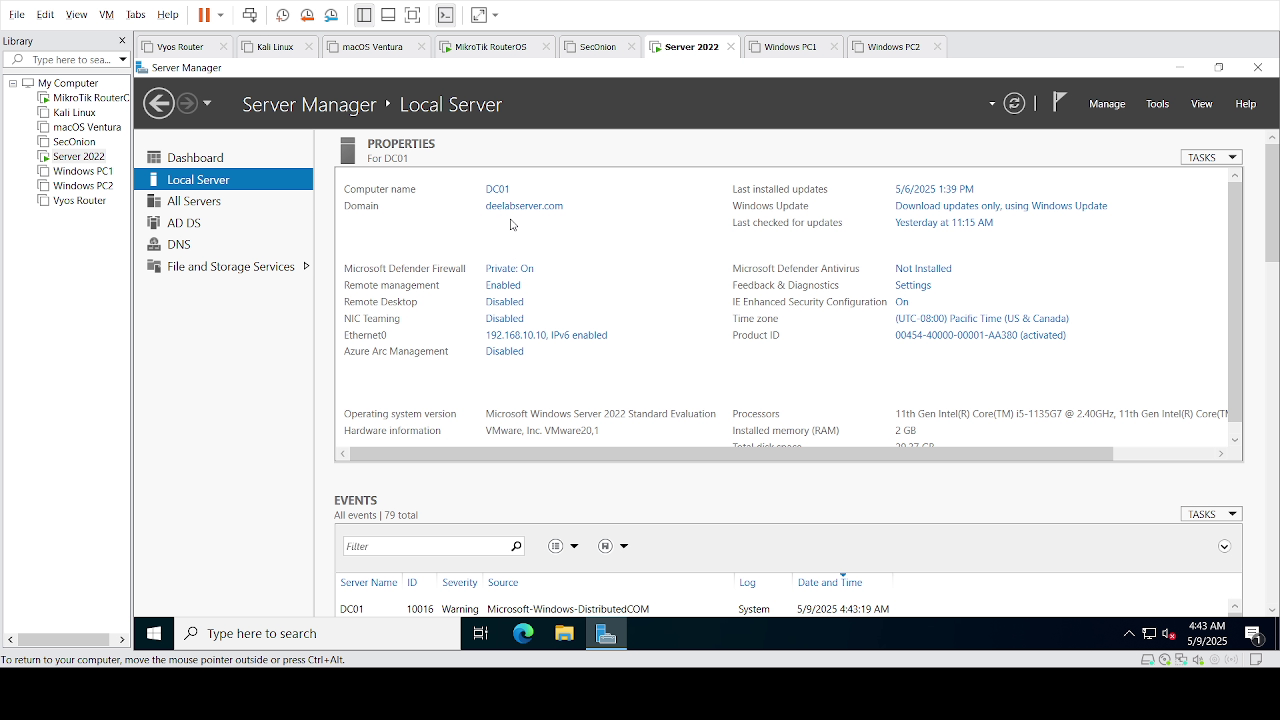 File Edit View VM Tabs Help
Library
Type here to sea...
My Computer
MikroTik RouterC
Kali Linux
macOS Ventura
SecOnion
Server 2022
Windows PC1
Windows PC2
Vyos Router
Vyos Router Kali Linux macOS Ventura MikroTik RouterOS SecOnion Server 2022 Windows PC1 Windows PC2
Server Manager
Server Manager Local Server
Manage Tools View Help
Dashboard
Local Server
All Servers
AD DS
DNS
File and Storage Services
PROPERTIES
For DC01
TASKS
Computer name DC01 Last installed updates 5/6/2025 1:39 PM
Domain deelabserver.com Windows Update Download updates only, using Windows Update
Last checked for updates Yesterday at 11:15 AM
Microsoft Defender Firewall Private: On Microsoft Defender Antivirus Not Installed
Remote management Enabled Feedback & Diagnostics Settings
Remote Desktop Disabled IE Enhanced Security Configuration On
NIC Teaming Disabled Time zone (UTC-08:00) Pacific Time (US & Canada)
Ethernet0 192.168.10.10, IPv6 enabled Product ID 00454-40000-00001-AA380 (activated)
Azure Arc Management Disabled
Operating system version Microsoft Windows Server 2022 Standard Evaluation Processors 11th Gen Intel(R) Core(TM) i5-1135G7 @ 2.40GHz, 11th Gen Intel(R) Core(T
Hardware information VMware, Inc. VMware20,1 Installed memory (RAM) 2 GB
EVENTS
All events | 79 total
TASKS
Filter
Server Name ID Severity Source Log Date and Time
DC01 10016 Warning Microsoft-Windows-DistributedCOM System 5/9/2025 4:43:19 AM
Type here to search
4:43 AM
5/9/2025
1
To return to your computer, move the mouse pointer outside or press Ctrl+Alt.